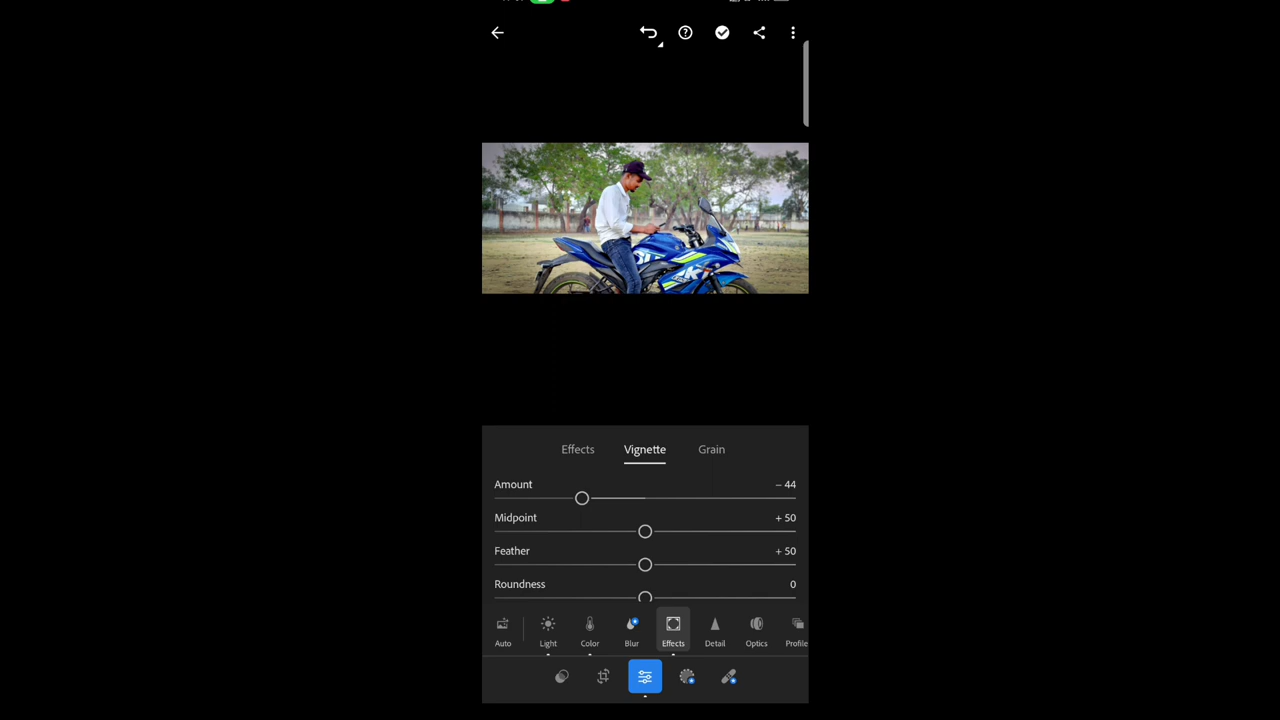 Effects Vignette Grain
Amount − 44
Midpoint + 50
Feather + 50
Roundness 0
Auto Light Color Blur Effects Detail Optics Profile